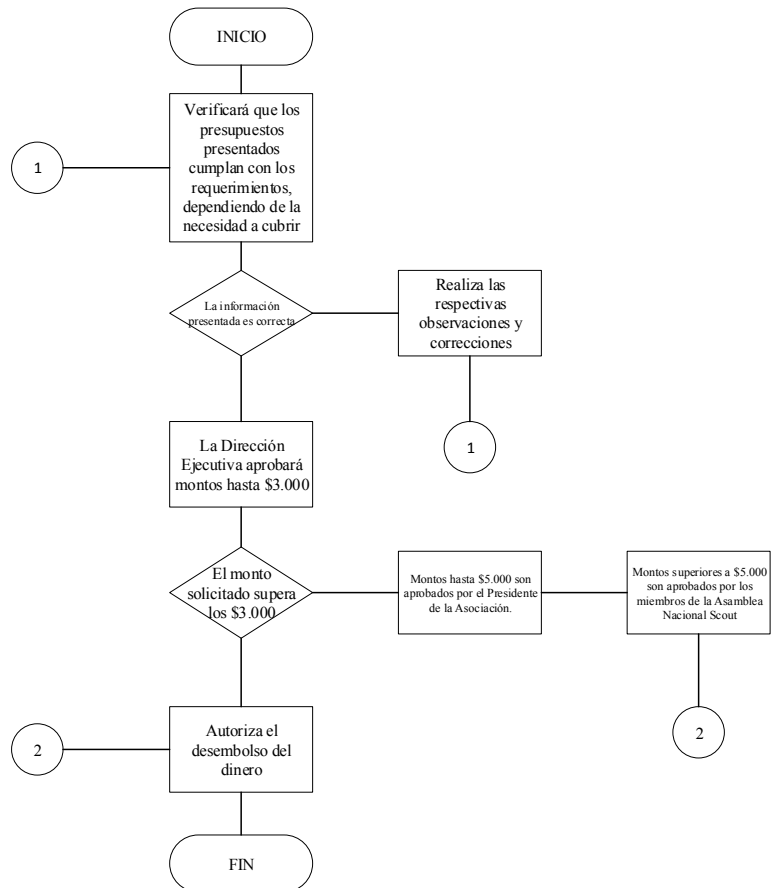 INICIO
Verificará que los
presupuestos
presentados
cumplan con los
requerimientos,
dependiendo de la
necesidad a cubrir
1
La información
presentada es correcta
Realiza las
respectivas
observaciones y
correcciones
1
La Dirección
Ejecutiva aprobará
montos hasta $3.000
El monto
solicitado supera
los $3.000
Montos hasta $5.000 son
aprobados por el Presidente
de la Asociación.
Montos superiores a $5.000
son aprobados por los
miembros de la Asamblea
Nacional Scout
2
Autoriza el
desembolso del
dinero
2
FIN